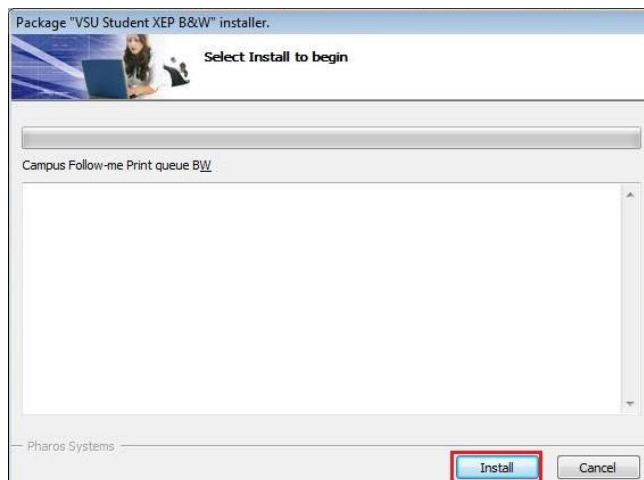 Package "VSU Student XEP B&W" installer.
Select Install to begin
Campus Follow-me Print queue BW
Pharos Systems
Install
Cancel